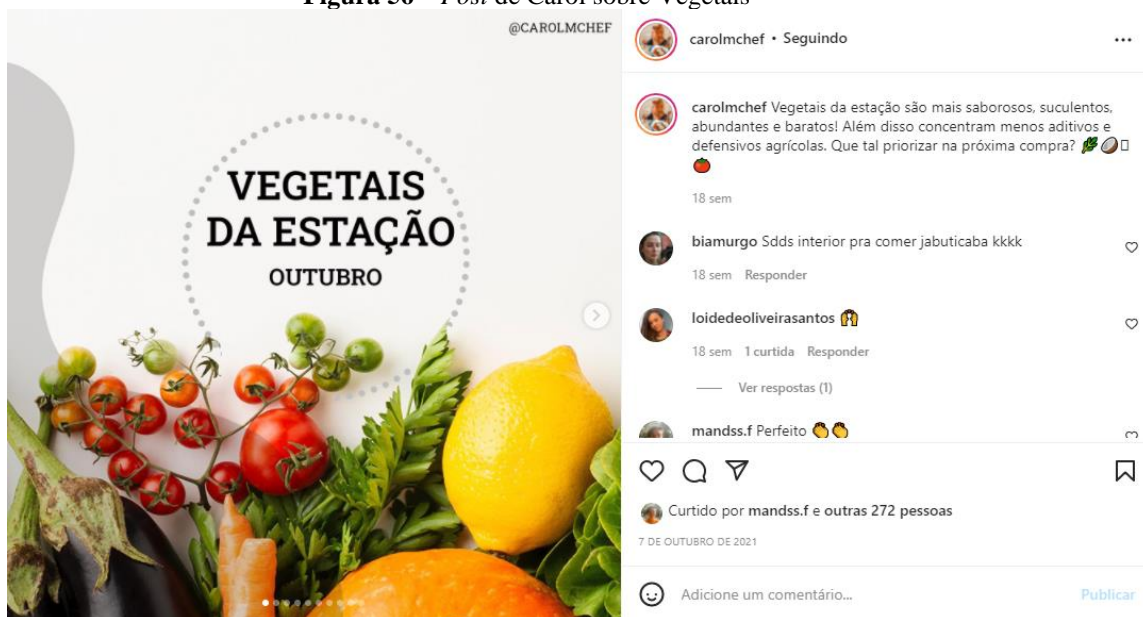 Figura 56 – Post de Carol sobre Vegetais
@CAROLMCHEF
VEGETAIS
DA ESTAÇÃO
OUTUBRO
carolmchef • Seguindo
carolmchef Vegetais da estação são mais saborosos, suculentos,
abundantes e baratos! Além disso concentram menos aditivos e
defensivos agrícolas. Que tal priorizar na próxima compra?
18 sem
biamurgo Sdds interior pra comer jabuticaba kkkk
18 sem Responder
loidedeoliveirasantos
18 sem 1 curtida Responder
Ver respostas (1)
mandss.f Perfeito
Curtido por mandss.f e outras 272 pessoas
7 DE OUTUBRO DE 2021
Adicione um comentário... Publicar